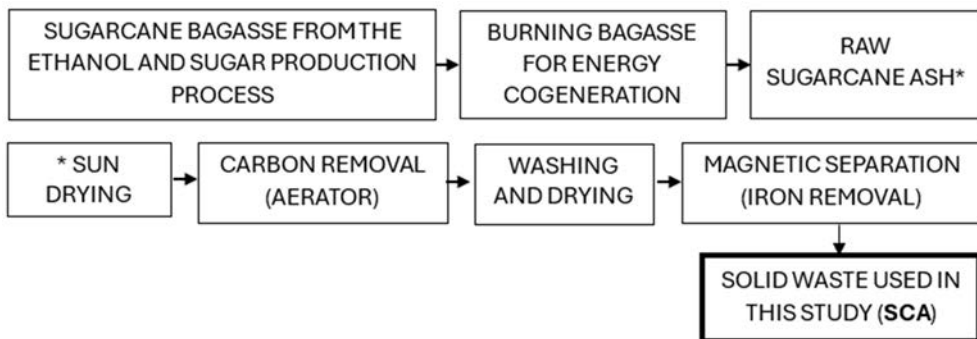 SUGARCANE BAGASSE FROM THE
ETHANOL AND SUGAR PRODUCTION
PROCESS
BURNING BAGASSE
FOR ENERGY
COGENERATION
RAW
SUGARCANE ASH*
* SUN
DRYING
CARBON REMOVAL
(AERATOR)
WASHING
AND DRYING
MAGNETIC SEPARATION
(IRON REMOVAL)
SOLID WASTE USED IN
THIS STUDY (SCA)